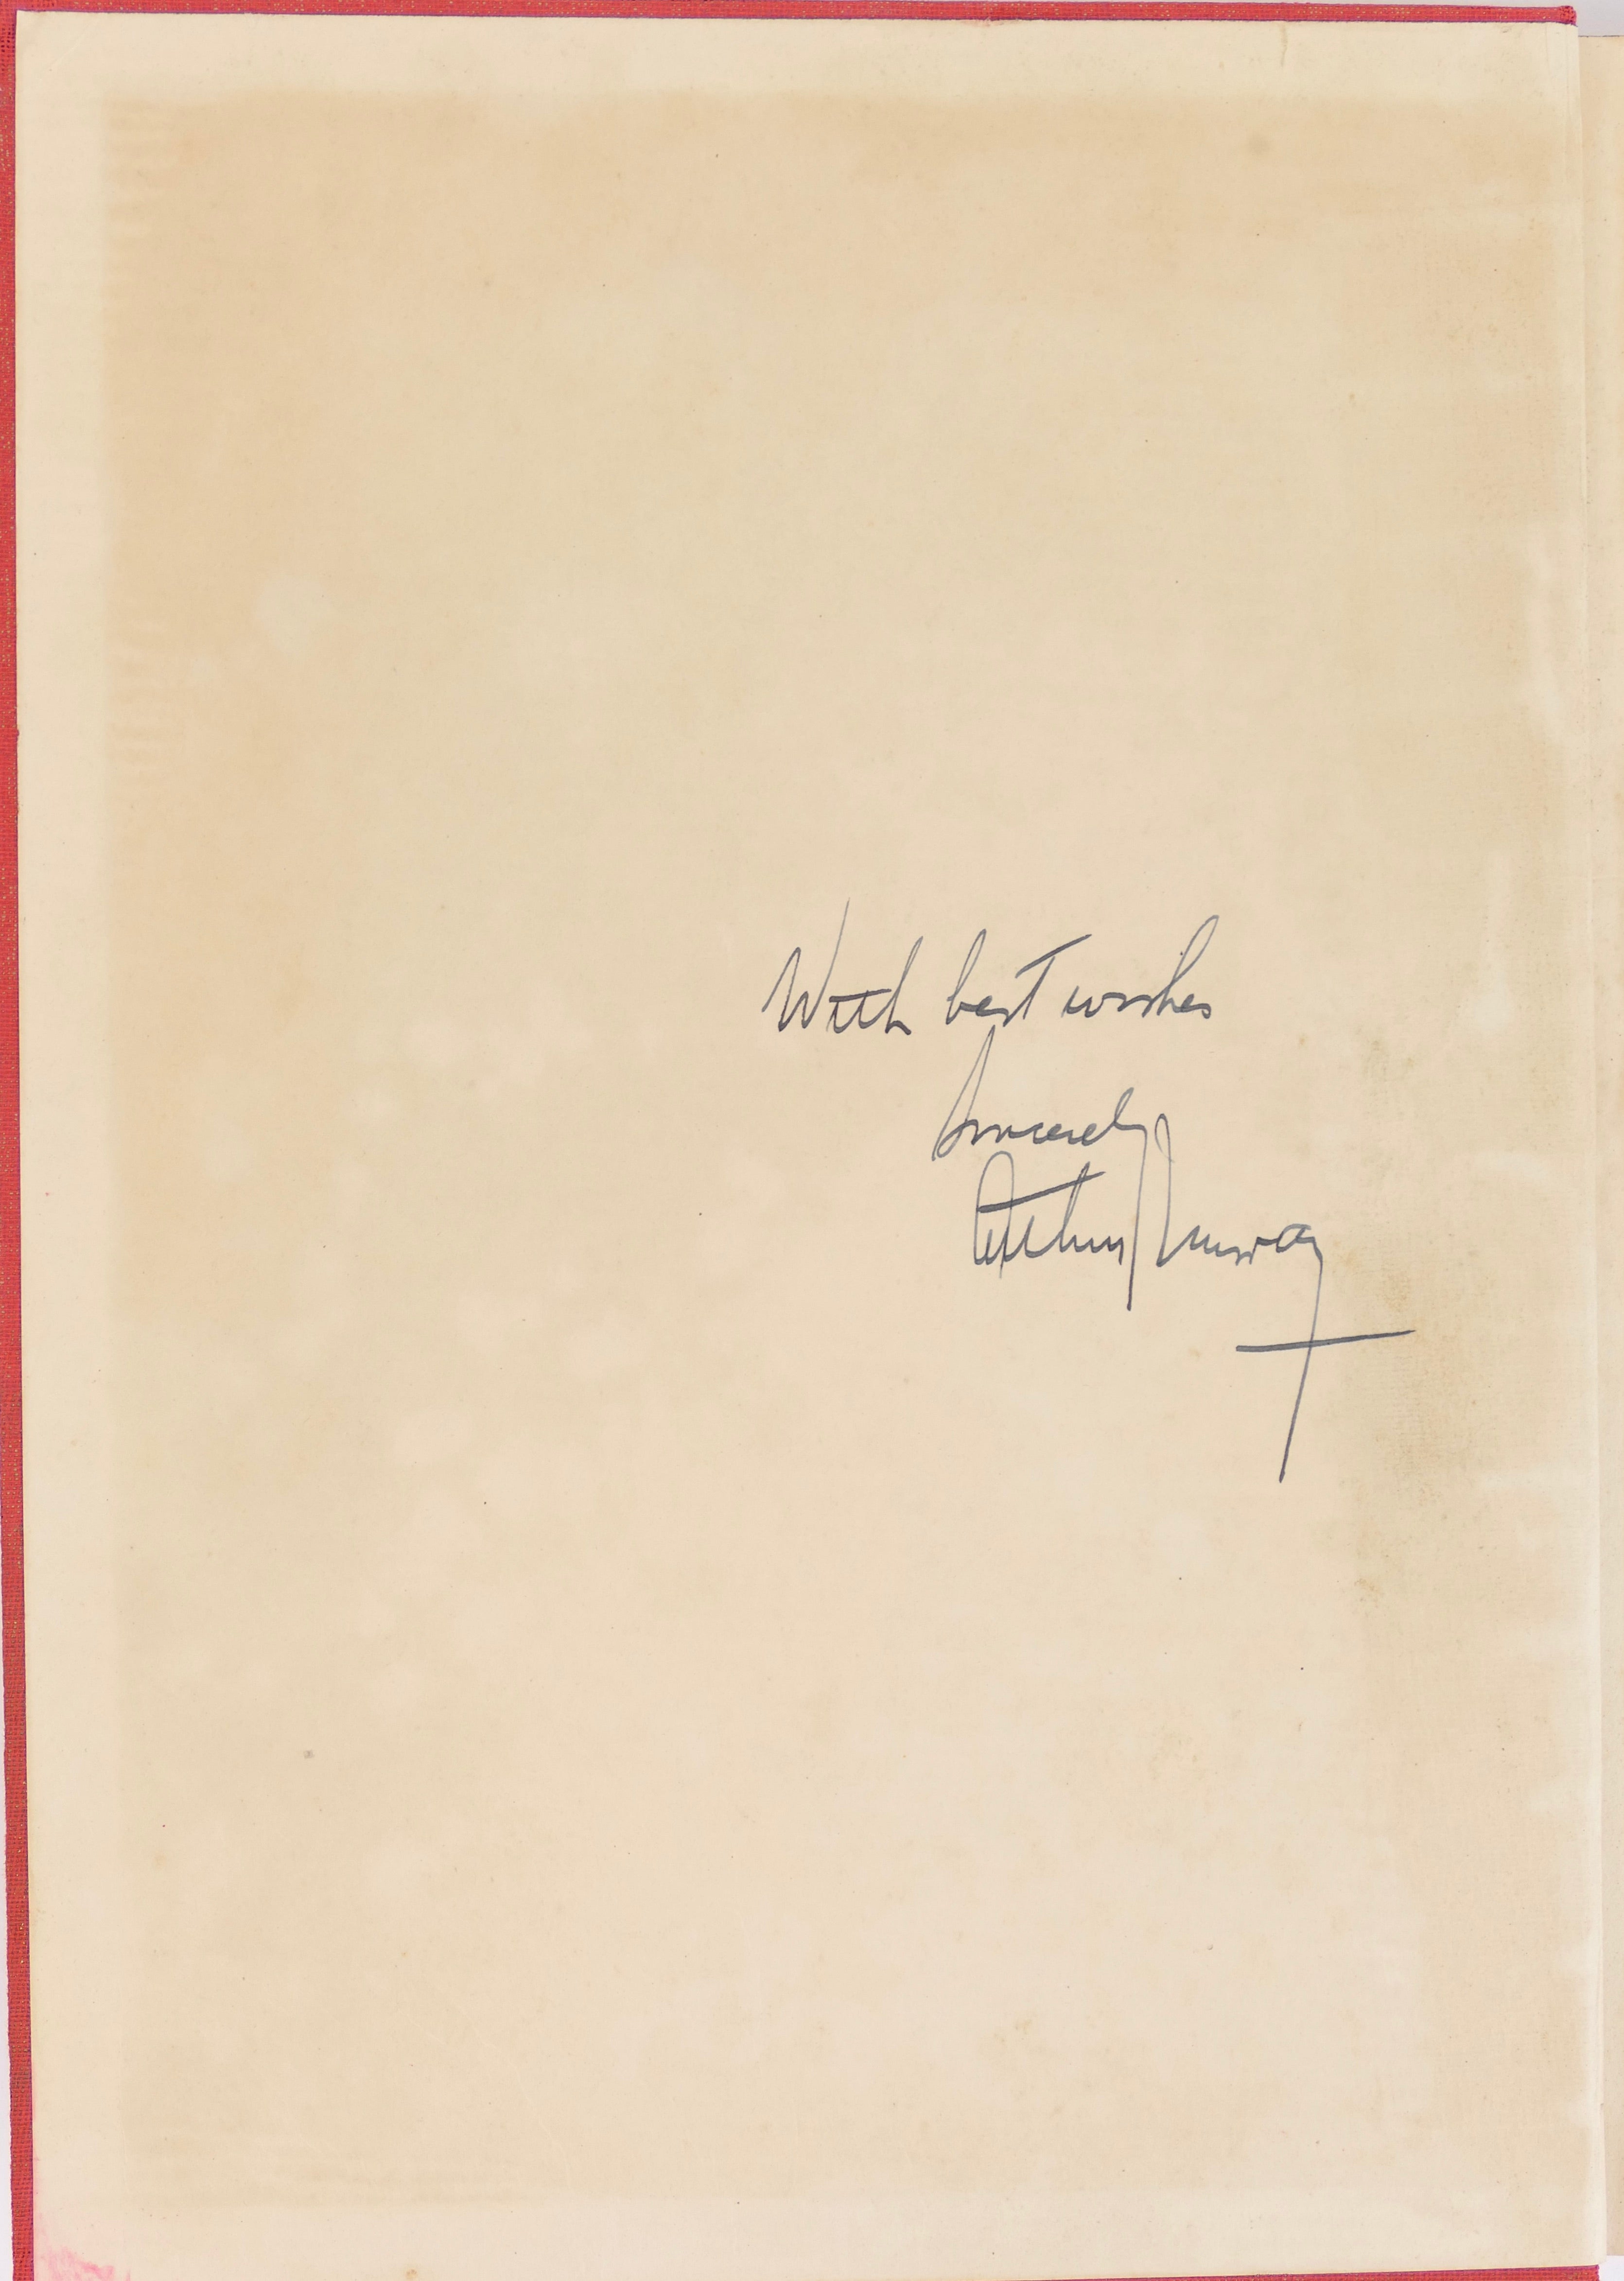 With best wishes
Sincerely
Arthur Murray